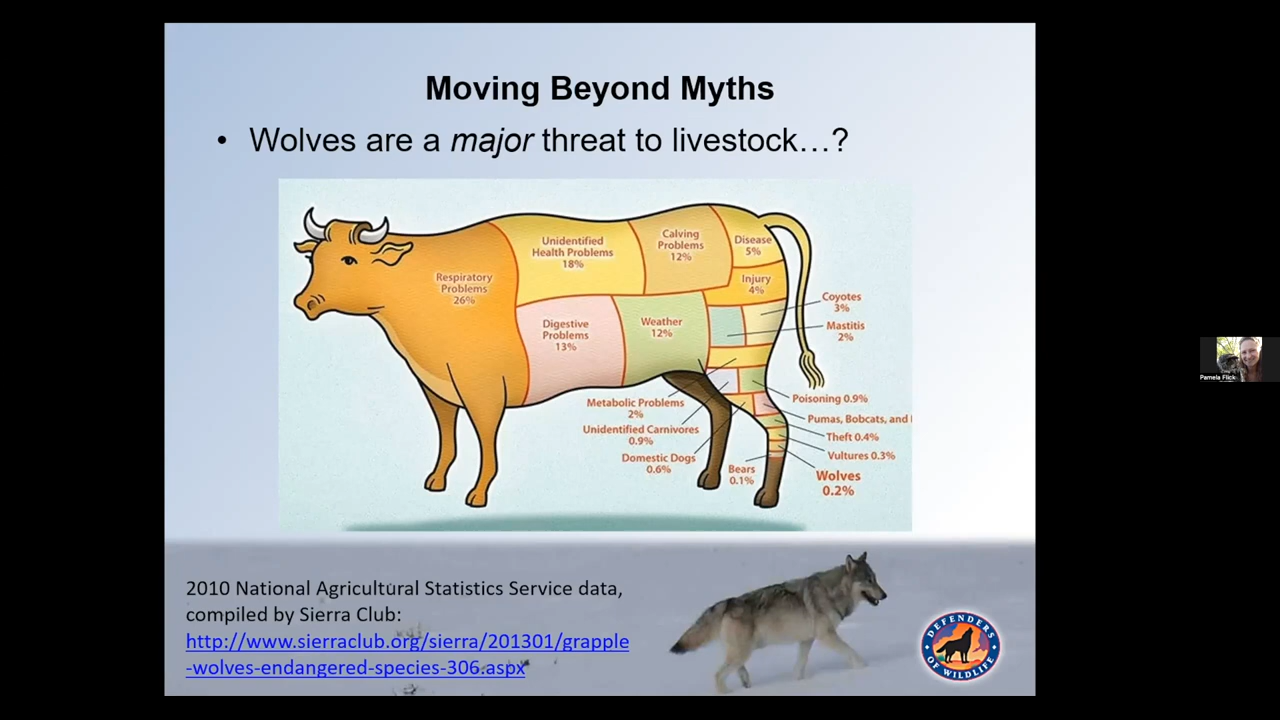 Moving Beyond Myths
• Wolves are a major threat to livestock…?
Respiratory
Problems
26%
Unidentified
Health Problems
18%
Calving
Problems
12%
Disease
5%
Injury
4%
Digestive
Problems
13%
Weather
12%
Coyotes
3%
Mastitis
2%
Metabolic Problems
2%
Unidentified Carnivores
0.9%
Domestic Dogs
0.6%
Bears
0.1%
Poisoning 0.9%
Pumas, Bobcats, and
Theft 0.4%
Vultures 0.3%
Wolves
0.2%
2010 National Agricultural Statistics Service data,
compiled by Sierra Club:
http://www.sierraclub.org/sierra/201301/grapple
-wolves-endangered-species-306.aspx
DEFENDERS
OF WILDLIFE
Pamela Flick